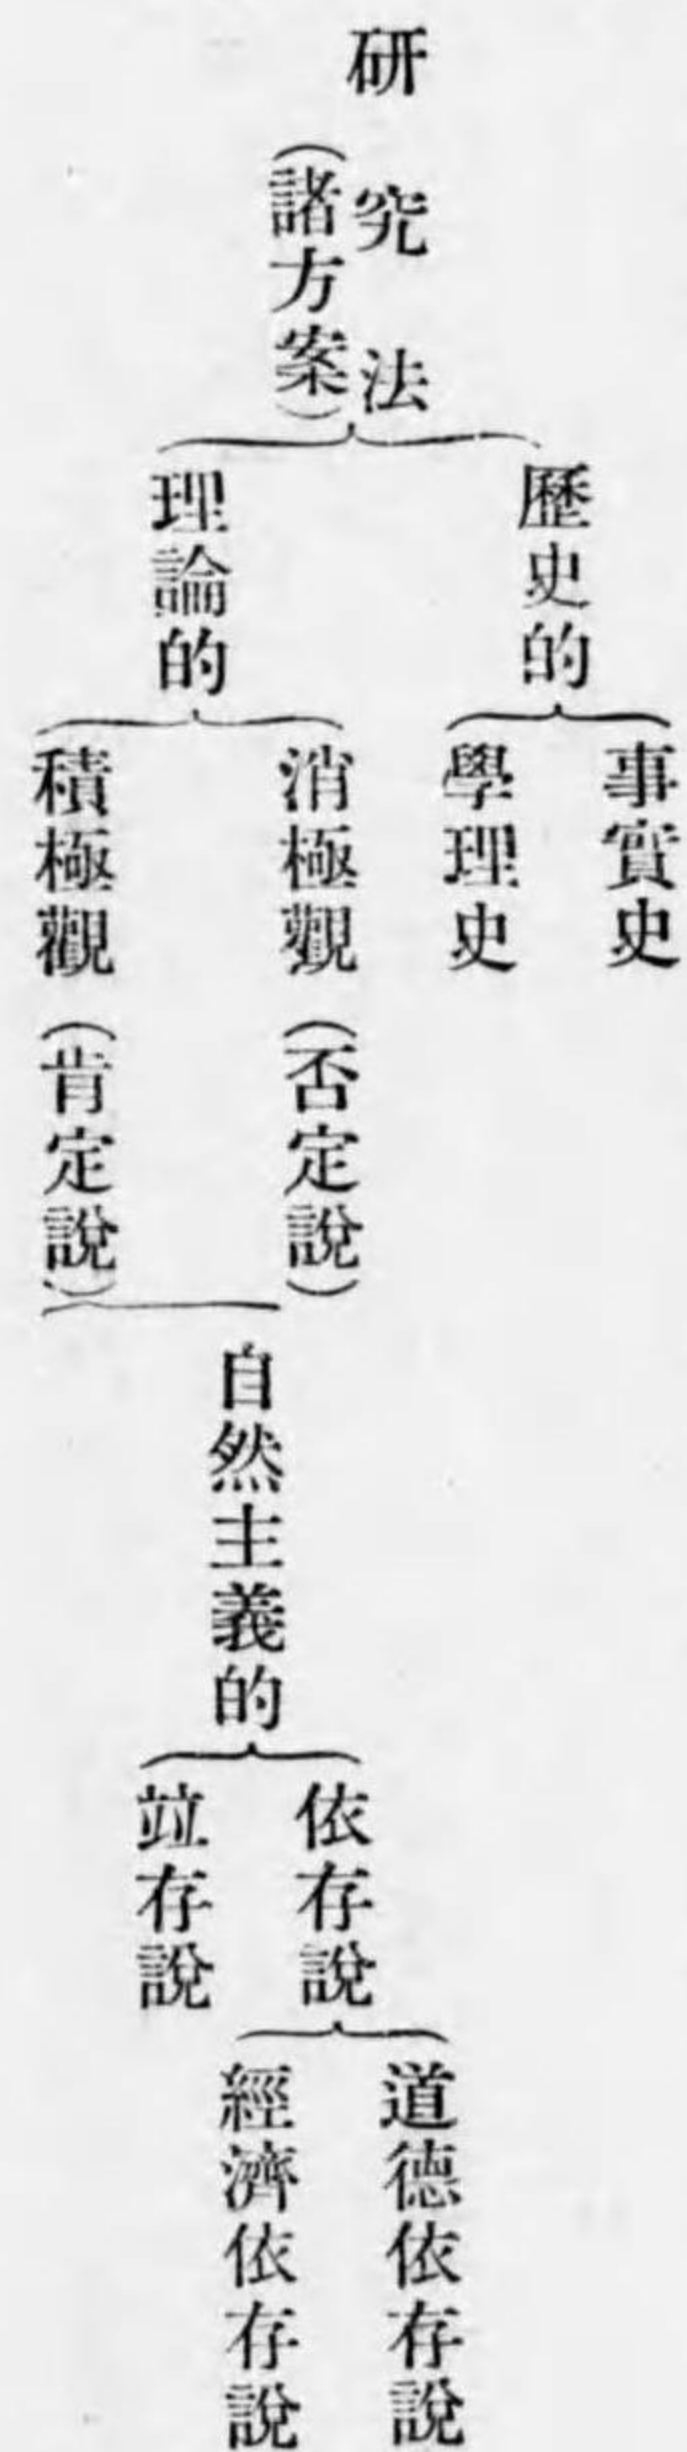 研究法
(諸方案)
歷史的
事實史
學理史
理論的
消極觀(否定說)
積極觀(肯定說)
自然主義的
依存說
道德依存說
經濟依存說
竝存說